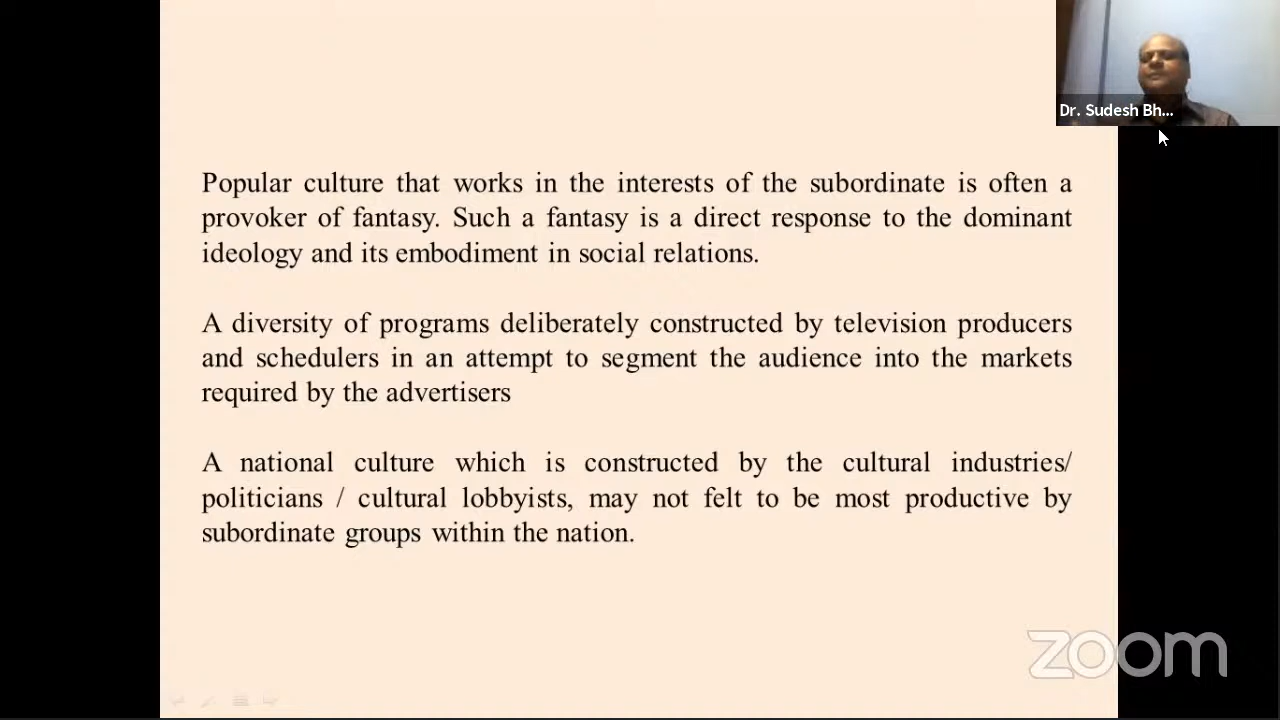 Dr. Sudesh Bh...
Popular culture that works in the interests of the subordinate is often a
provoker of fantasy. Such a fantasy is a direct response to the dominant
ideology and its embodiment in social relations.
A diversity of programs deliberately constructed by television producers
and schedulers in an attempt to segment the audience into the markets
required by the advertisers
A national culture which is constructed by the cultural industries/
politicians / cultural lobbyists, may not felt to be most productive by
subordinate groups within the nation.
zoom